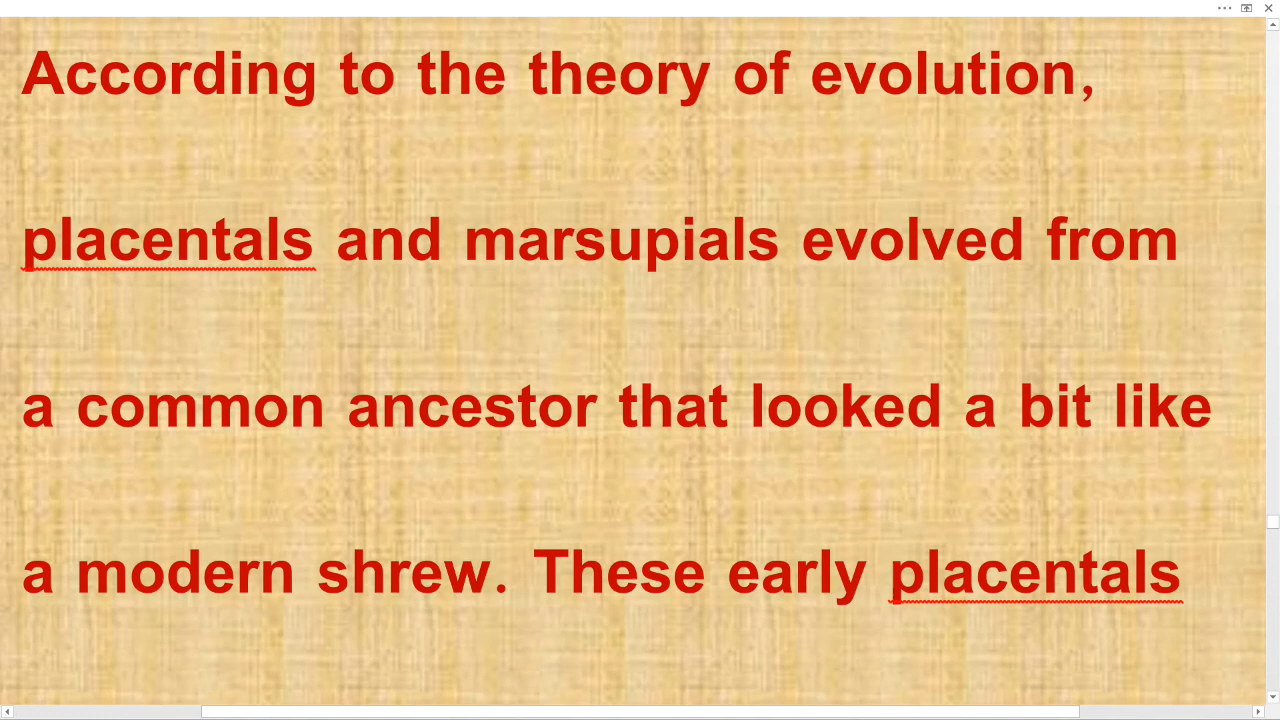 According to the theory of evolution,
placentals and marsupials evolved from
a common ancestor that looked a bit like
a modern shrew. These early placentals